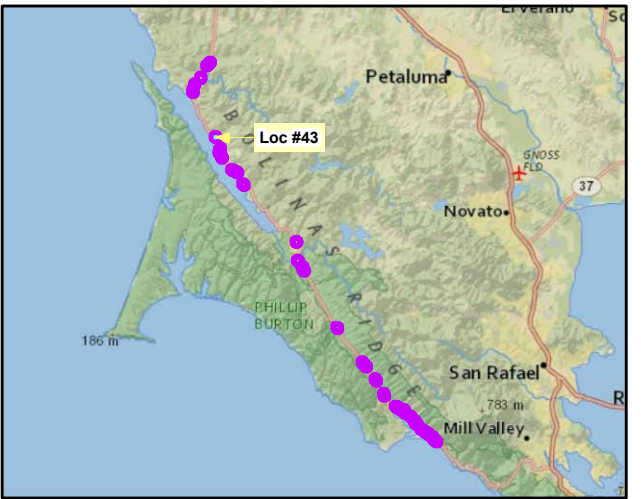 El Verano
Petaluma
Loc #43
GNOSS
FLD
37
Novato
BOLINAS RIDGE
PHILLIP
BURTON
186 m
San Rafael
783 m
Mill Valley